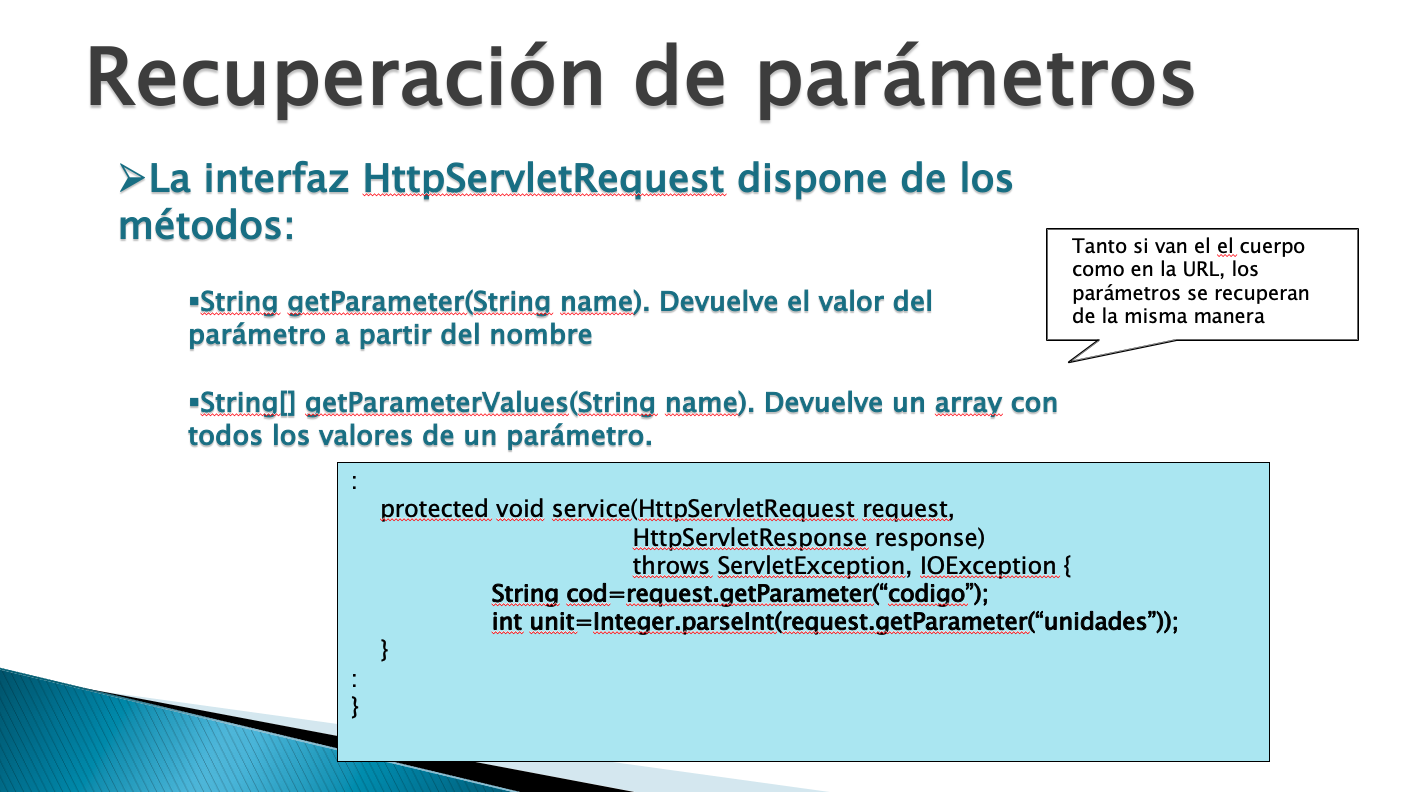 Recuperación de parámetros
➢La interfaz HttpServletRequest dispone de los
métodos:
Tanto si van el el cuerpo
como en la URL, los
parámetros se recuperan
de la misma manera
▪String getParameter(String name). Devuelve el valor del
parámetro a partir del nombre
▪String[] getParameterValues(String name). Devuelve un array con
todos los valores de un parámetro.
:
protected void service(HttpServletRequest request,
HttpServletResponse response)
throws ServletException, IOException {
String cod=request.getParameter(“codigo”);
int unit=Integer.parseInt(request.getParameter(“unidades”));
}
:
}